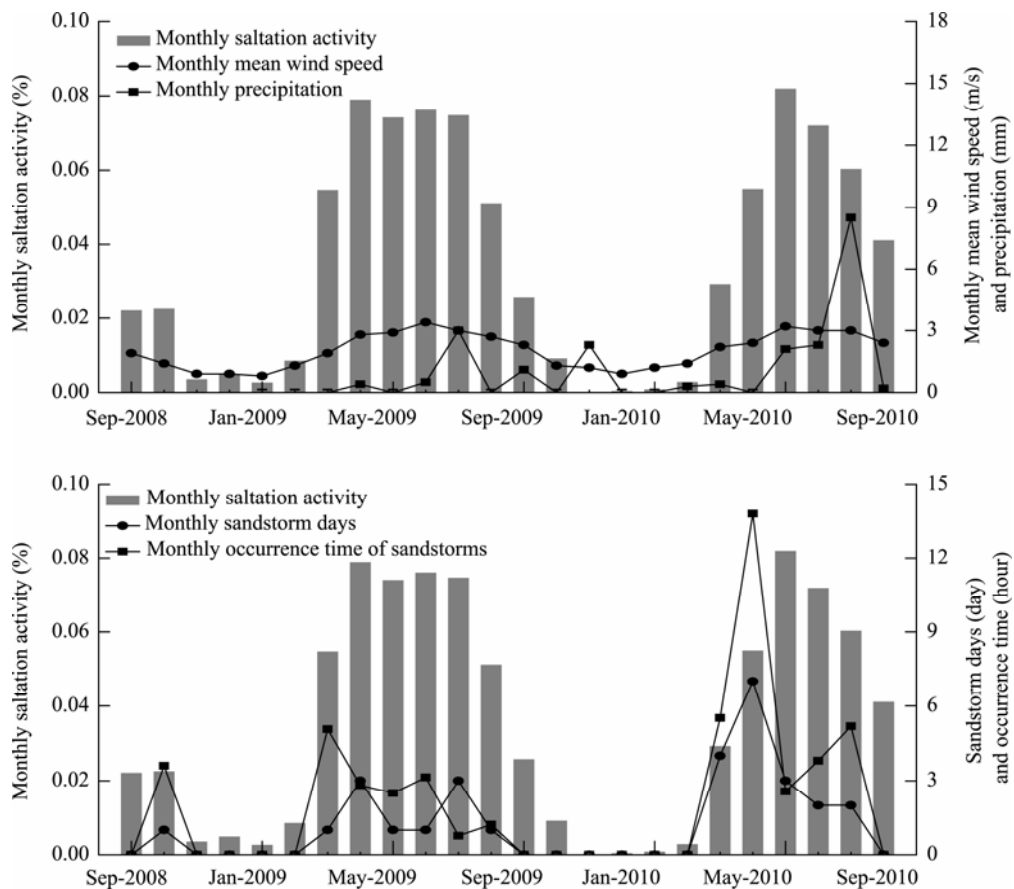 Monthly saltation activity (%)
0.10
0.08
0.06
0.04
0.02
0.00
Monthly saltation activity
Monthly mean wind speed
Monthly precipitation
18
15
12
9
6
3
0
Monthly mean wind speed (m/s)
and precipitation (mm)
Sep-2008
Jan-2009
May-2009
Sep-2009
Jan-2010
May-2010
Sep-2010
Monthly saltation activity (%)
0.10
0.08
0.06
0.04
0.02
0.00
Monthly saltation activity
Monthly sandstorm days
Monthly occurrence time of sandstorms
15
12
9
6
3
0
Sandstorm days (day)
and occurrence time (hour)
Sep-2008
Jan-2009
May-2009
Sep-2009
Jan-2010
May-2010
Sep-2010